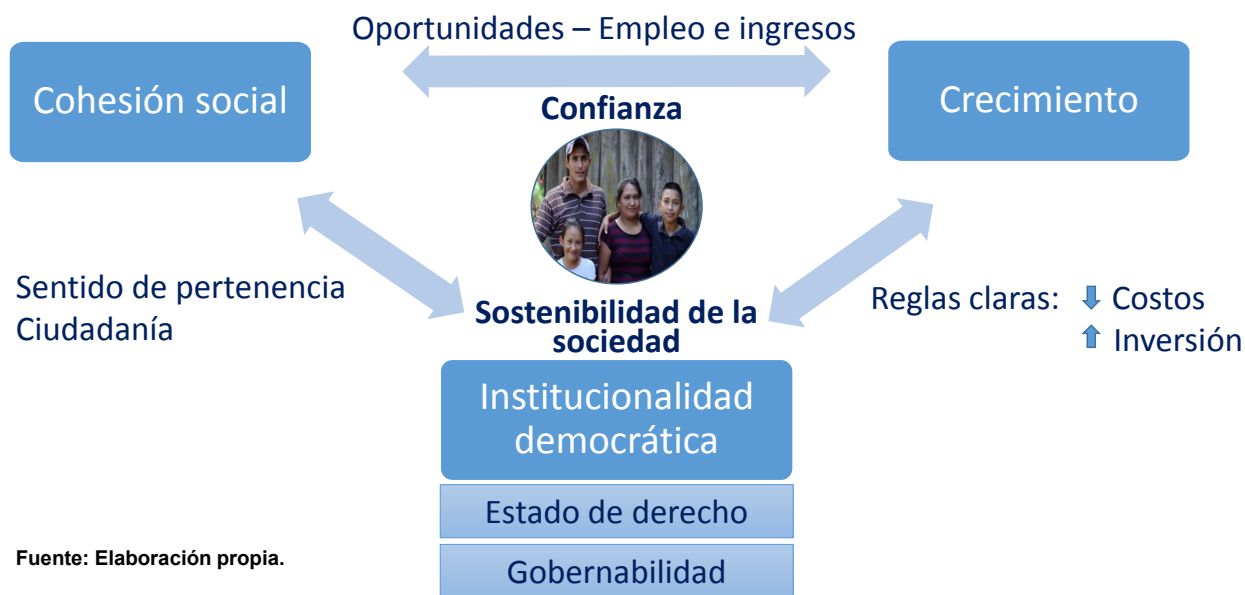 Oportunidades – Empleo e ingresos
Cohesión social
Crecimiento
Confianza
Sentido de pertenencia
Ciudadanía
Sostenibilidad de la
sociedad
Reglas claras: ⬇ Costos
⬆ Inversión
Institucionalidad
democrática
Estado de derecho
Gobernabilidad
Fuente: Elaboración propia.